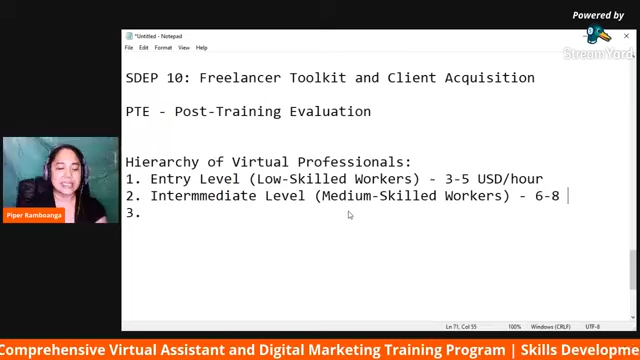 Powered by
StreamYard
*Untitled - Notepad
File Edit Format View Help
SDEP 10: Freelancer Toolkit and Client Acquisition
PTE - Post-Training Evaluation
Hierarchy of Virtual Professionals:
1. Entry Level (Low-Skilled Workers) - 3-5 USD/hour
2. Intermmediate Level (Medium-Skilled Workers) - 6-8
3.
Piper Ramboanga
Ln 71, Col 55 100% Windows (CRLF) UTF-8
Comprehensive Virtual Assistant and Digital Marketing Training Program | Skills Developme